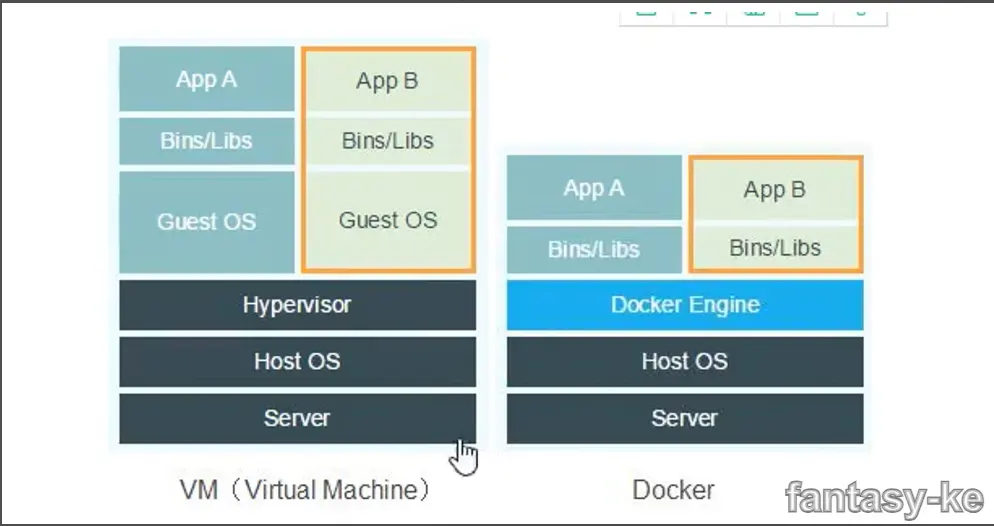 App A
App B
Bins/Libs
Bins/Libs
Guest OS
Guest OS
Hypervisor
Host OS
Server
VM（Virtual Machine）
App A
App B
Bins/Libs
Bins/Libs
Docker Engine
Host OS
Server
Docker
fantasy-ke